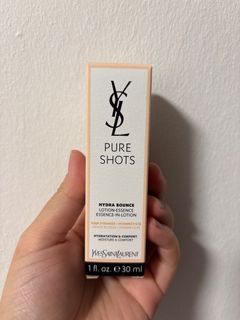 YSL
PURE
SHOTS
HYDRA BOUNCE
LOTION-ESSENCE
ESSENCE-IN-LOTION
HYDRATATION & CONFORT
MOISTURE & COMFORT
YVESSAINTLAURENT
1 fl. oz. ℮ 30 ml